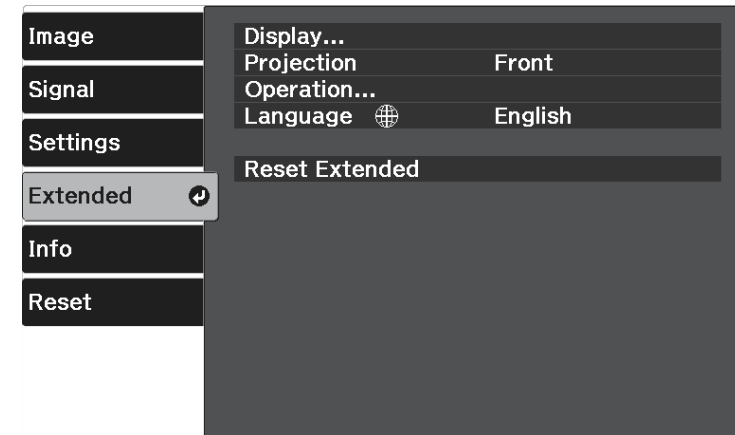 Image
Signal
Settings
Extended
Info
Reset
Display...
Projection Front
Operation...
Language English
Reset Extended